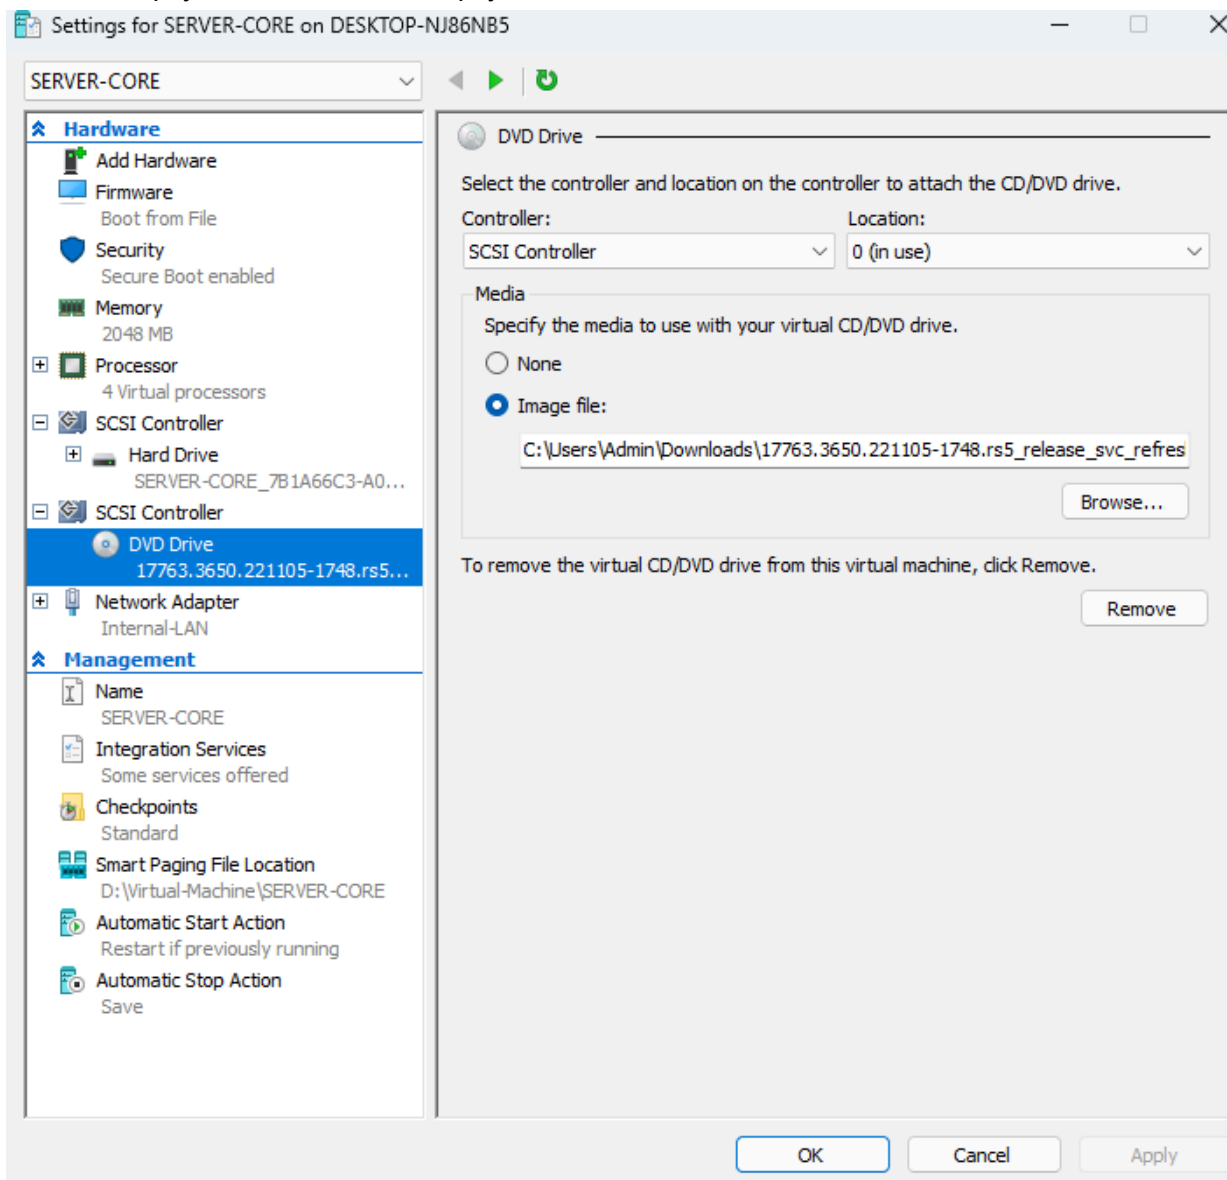 Settings for SERVER-CORE on DESKTOP-NJ86NB5
SERVER-CORE
Hardware
Add Hardware
Firmware
Boot from File
Security
Secure Boot enabled
Memory
2048 MB
Processor
4 Virtual processors
SCSI Controller
Hard Drive
SERVER-CORE_7B1A66C3-A0...
SCSI Controller
DVD Drive
17763.3650.221105-1748.rs5...
Network Adapter
Internal-LAN
Management
Name
SERVER-CORE
Integration Services
Some services offered
Checkpoints
Standard
Smart Paging File Location
D:\Virtual-Machine\SERVER-CORE
Automatic Start Action
Restart if previously running
Automatic Stop Action
Save
DVD Drive
Select the controller and location on the controller to attach the CD/DVD drive.
Controller: Location:
SCSI Controller 0 (in use)
Media
Specify the media to use with your virtual CD/DVD drive.
None
Image file:
C:\Users\Admin\Downloads\17763.3650.221105-1748.rs5_release_svc_refres
Browse...
To remove the virtual CD/DVD drive from this virtual machine, click Remove.
Remove
OK Cancel Apply